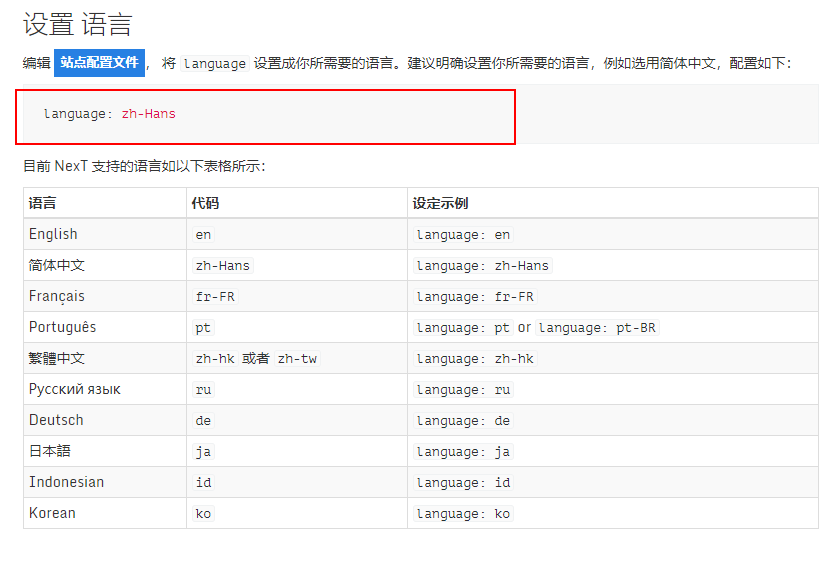 设置 语言
编辑 站点配置文件， 将 language 设置成你所需要的语言。建议明确设置你所需要的语言，例如选用简体中文，配置如下：
language: zh-Hans
目前 NexT 支持的语言如以下表格所示：
语言 代码 设定示例
English en language: en
简体中文 zh-Hans language: zh-Hans
Français fr-FR language: fr-FR
Português pt language: pt or language: pt-BR
繁體中文 zh-hk 或者 zh-tw language: zh-hk
Русский язык ru language: ru
Deutsch de language: de
日本語 ja language: ja
Indonesian id language: id
Korean ko language: ko